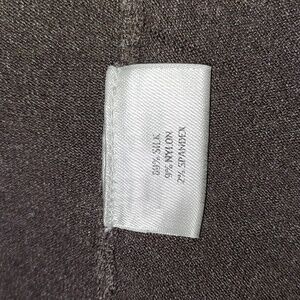 89% SILK
9% NYLON
2% SPANDEX